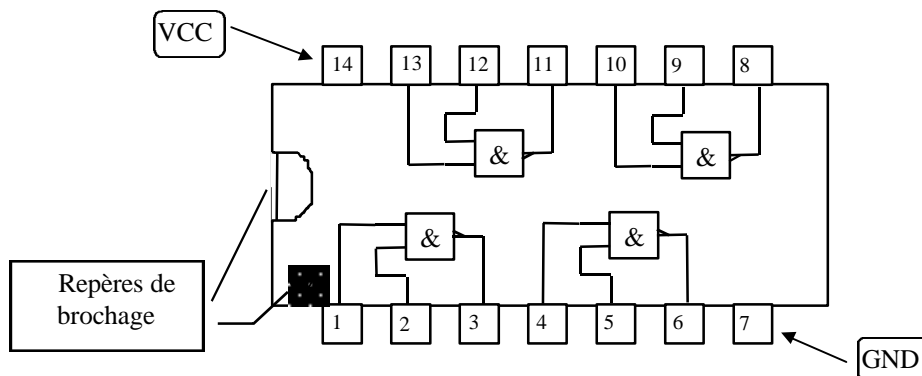 VCC
14 13 12 11 10 9 8
& &
& &
Repères de
brochage
1 2 3 4 5 6 7
GND